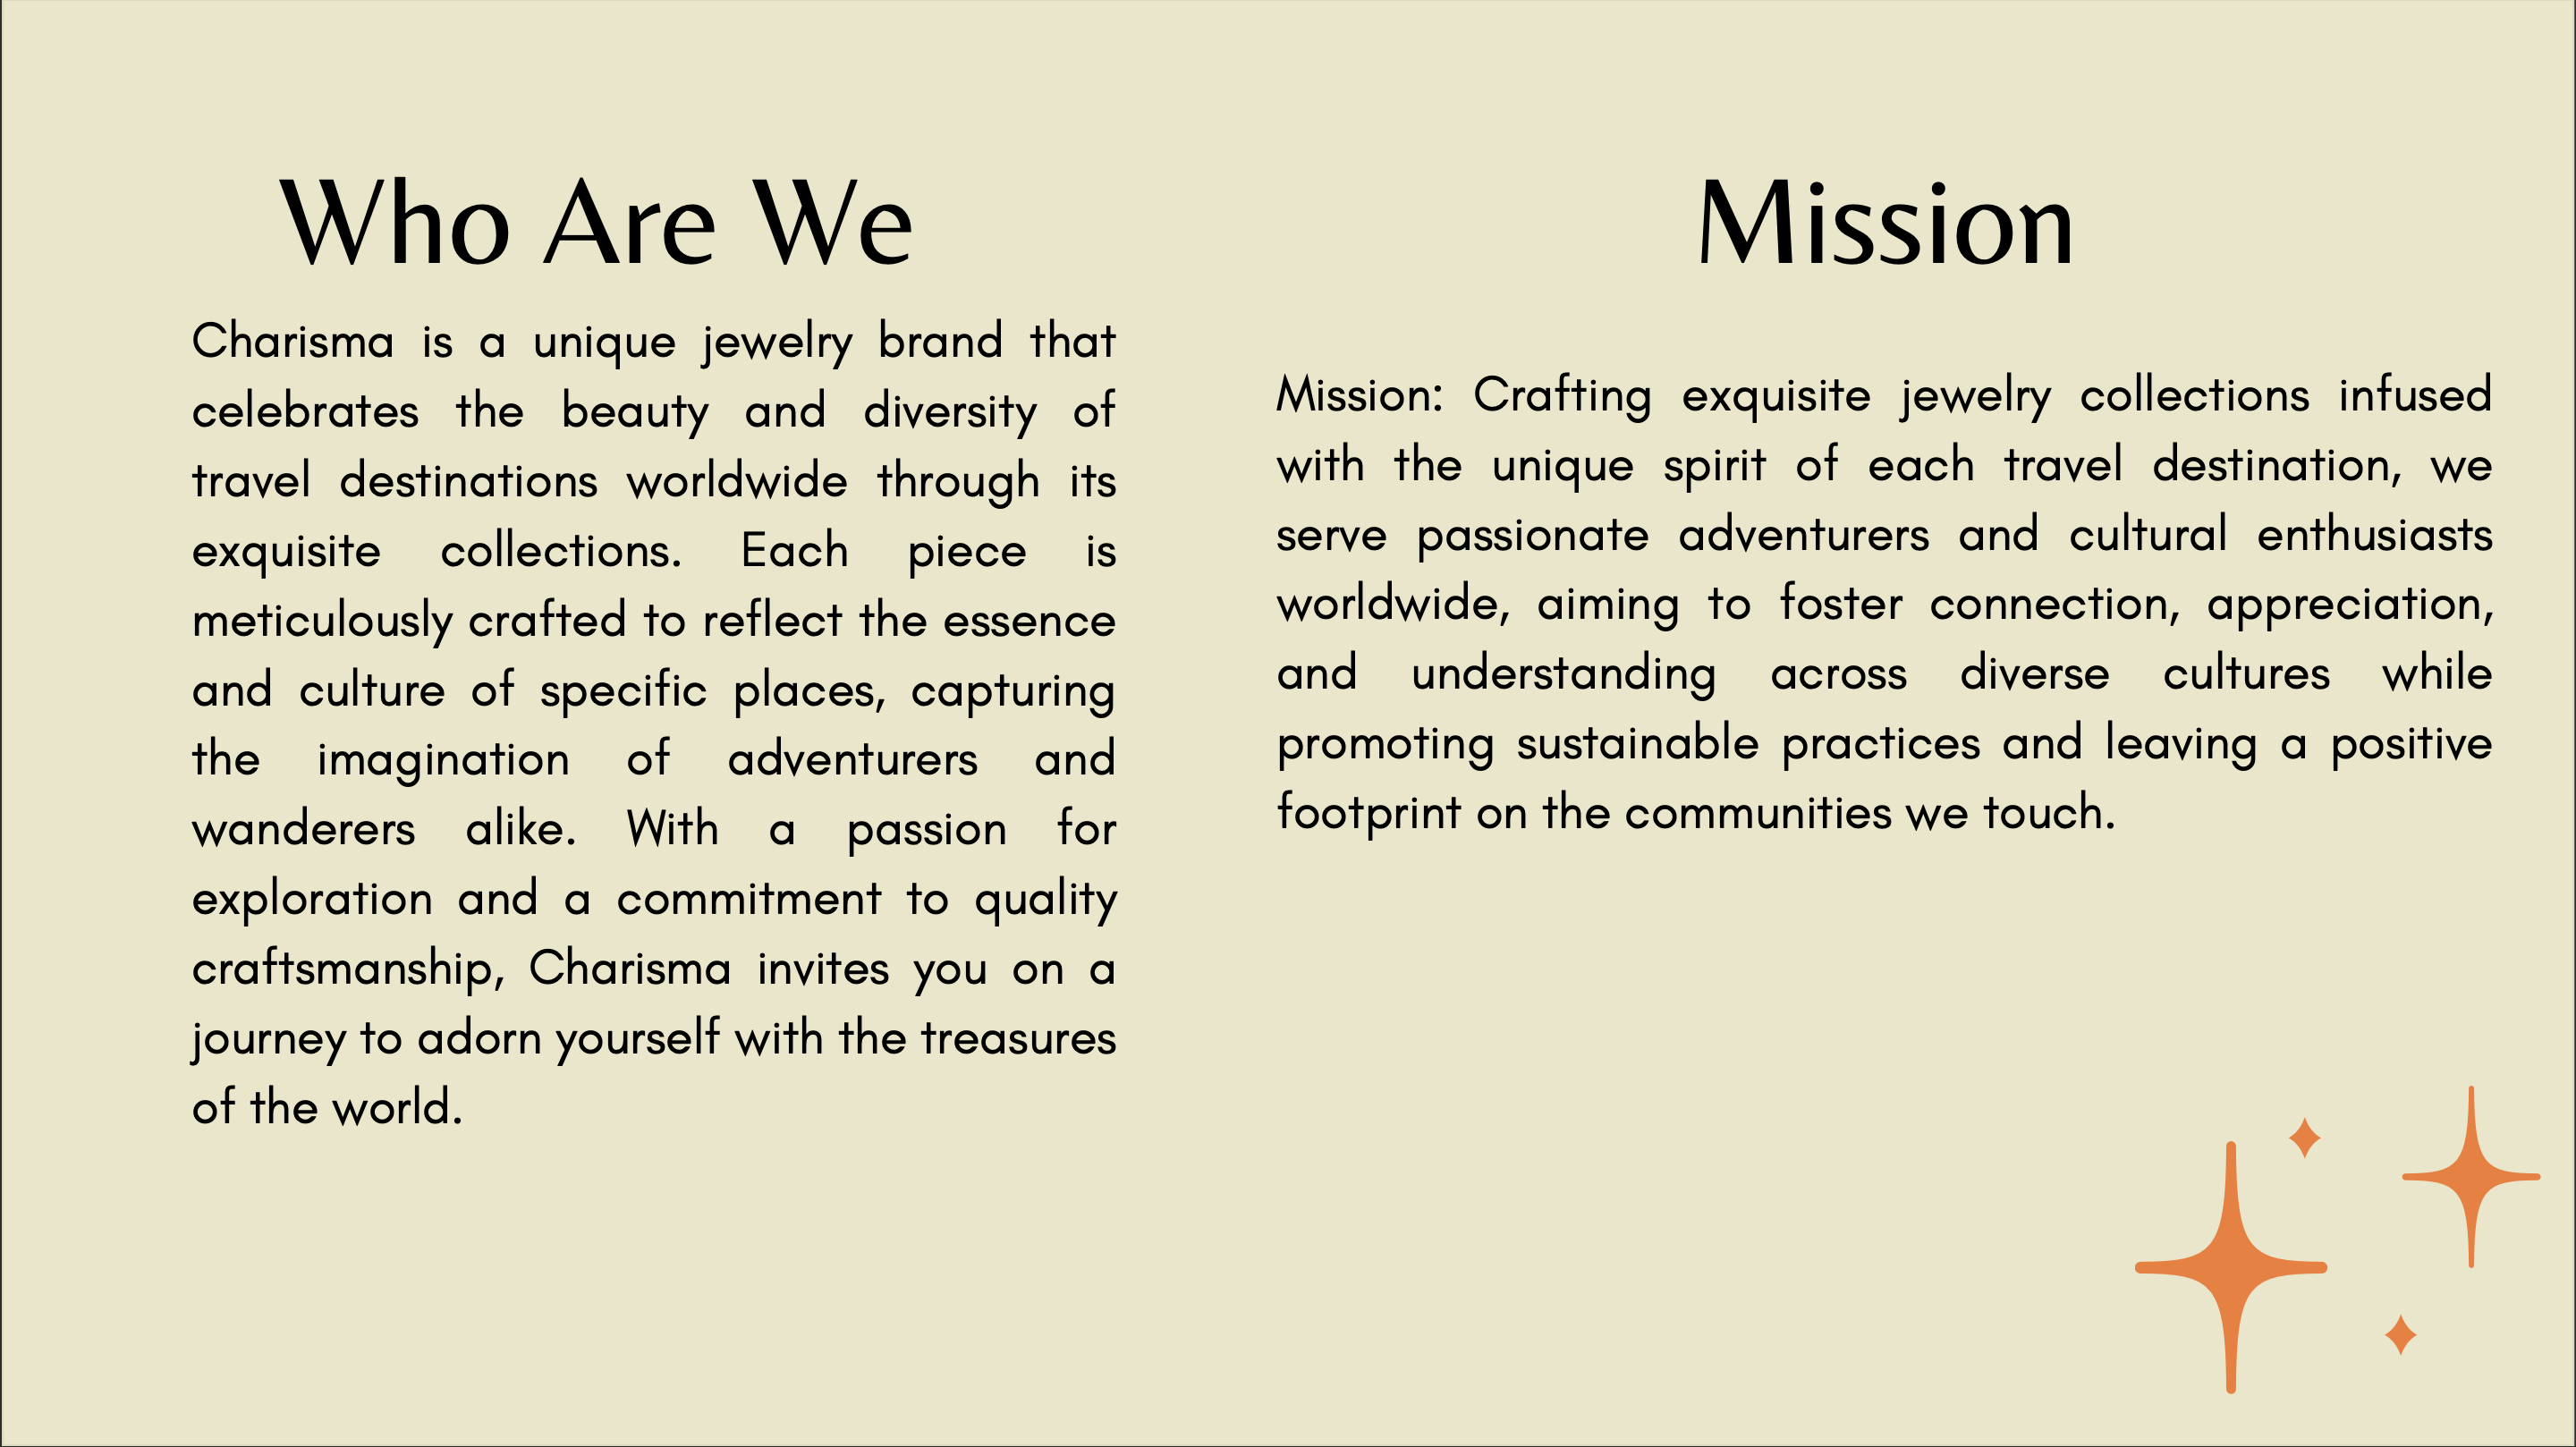 Who Are We
Charisma is a unique jewelry brand that
celebrates the beauty and diversity of
travel destinations worldwide through its
exquisite collections. Each piece is
meticulously crafted to reflect the essence
and culture of specific places, capturing
the imagination of adventurers and
wanderers alike. With a passion for
exploration and a commitment to quality
craftsmanship, Charisma invites you on a
journey to adorn yourself with the treasures
of the world.
Mission
Mission: Crafting exquisite jewelry collections infused
with the unique spirit of each travel destination, we
serve passionate adventurers and cultural enthusiasts
worldwide, aiming to foster connection, appreciation,
and understanding across diverse cultures while
promoting sustainable practices and leaving a positive
footprint on the communities we touch.